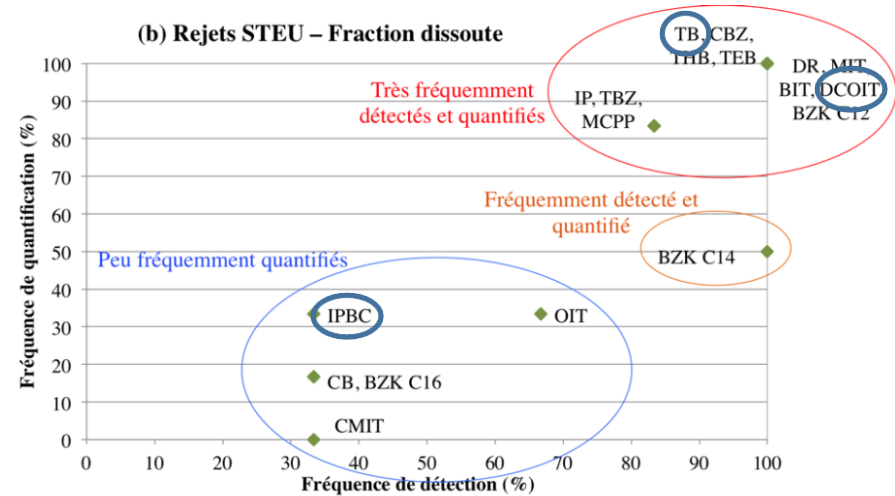 (b) Rejets STEU – Fraction dissoute
TB, CBZ,
THB, TEB
DR, MIT,
BIT, DCOIT
BZK C12
Très fréquemment
détectés et quantifiés
IP, TBZ,
MCPP
Fréquemment détecté et
quantifié
BZK C14
Peu fréquemment quantifiés
IPBC
OIT
CB, BZK C16
CMIT
Fréquence de quantification (%)
100
90
80
70
60
50
40
30
20
10
0
0 10 20 30 40 50 60 70 80 90 100
Fréquence de détection (%)